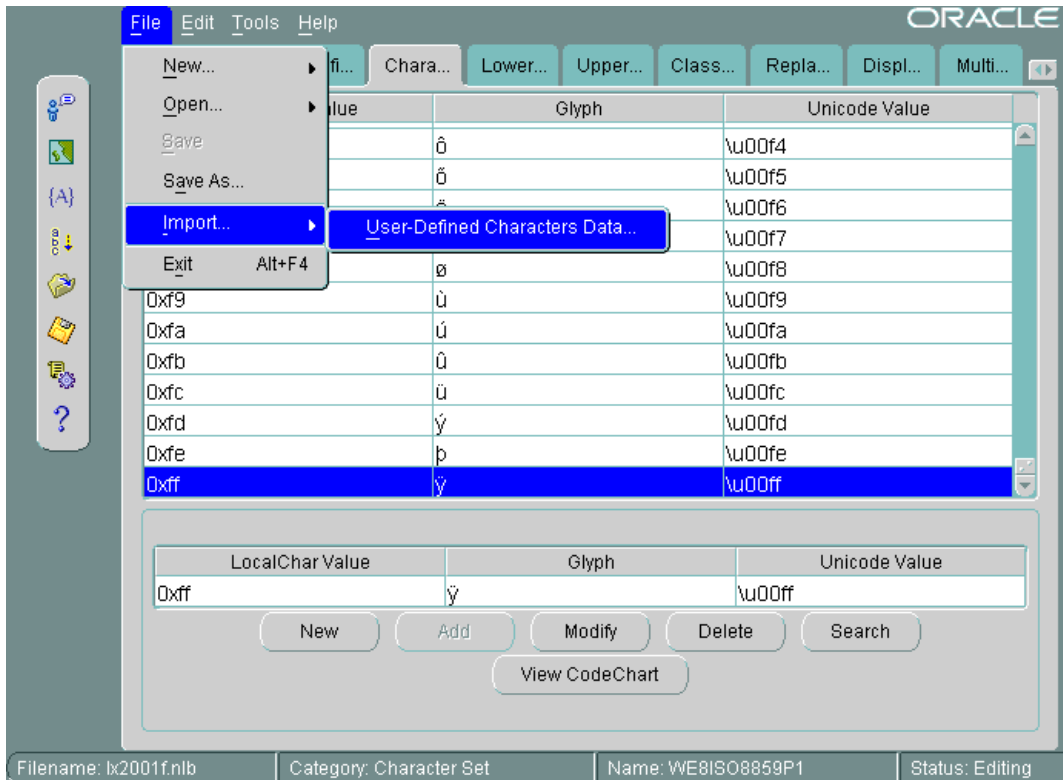 File Edit Tools Help
ORACLE
New...
fi... Chara... Lower... Upper... Class... Repla... Displ... Multi...
Open...
alue Glyph Unicode Value
Save
ô \u00f4
Save As...
õ \u00f5
\u00f6
Import...
User-Defined Characters Data...
\u00f7
Exit Alt+F4
ø \u00f8
0xf9 ù \u00f9
0xfa ú \u00fa
0xfb û \u00fb
0xfc ü \u00fc
0xfd ý \u00fd
0xfe þ \u00fe
0xff ÿ \u00ff
LocalChar Value Glyph Unicode Value
0xff ÿ \u00ff
New Add Modify Delete Search
View CodeChart
Filename: lx2001f.nlb Category: Character Set Name: WE8ISO8859P1 Status: Editing
{A}
a
b
c
?